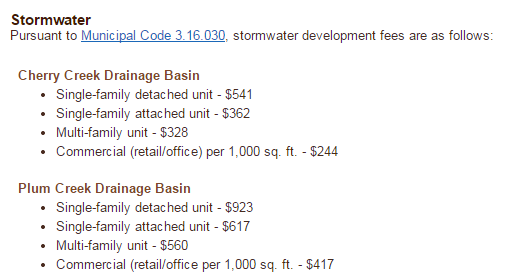 Stormwater
Pursuant to Municipal Code 3.16.030, stormwater development fees are as follows:
Cherry Creek Drainage Basin
• Single-family detached unit - $541
• Single-family attached unit - $362
• Multi-family unit - $328
• Commercial (retail/office) per 1,000 sq. ft. - $244
Plum Creek Drainage Basin
• Single-family detached unit - $923
• Single-family attached unit - $617
• Multi-family unit - $560
• Commercial (retail/office per 1,000 sq. ft. - $417